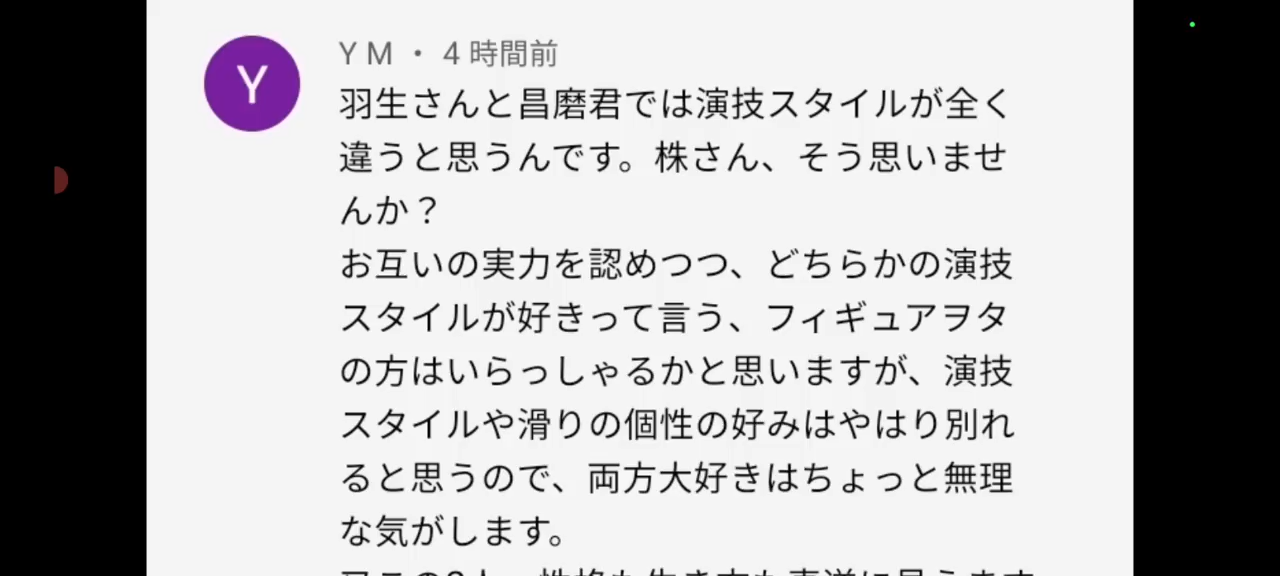 Y
Y M ・ 4 時間前
羽生さんと昌磨君では演技スタイルが全く
違うと思うんです。株さん、そう思いませ
んか？
お互いの実力を認めつつ、どちらかの演技
スタイルが好きって言う、フィギュアヲタ
の方はいらっしゃるかと思いますが、演技
スタイルや滑りの個性の好みはやはり別れ
ると思うので、両方大好きはちょっと無理
な気がします。